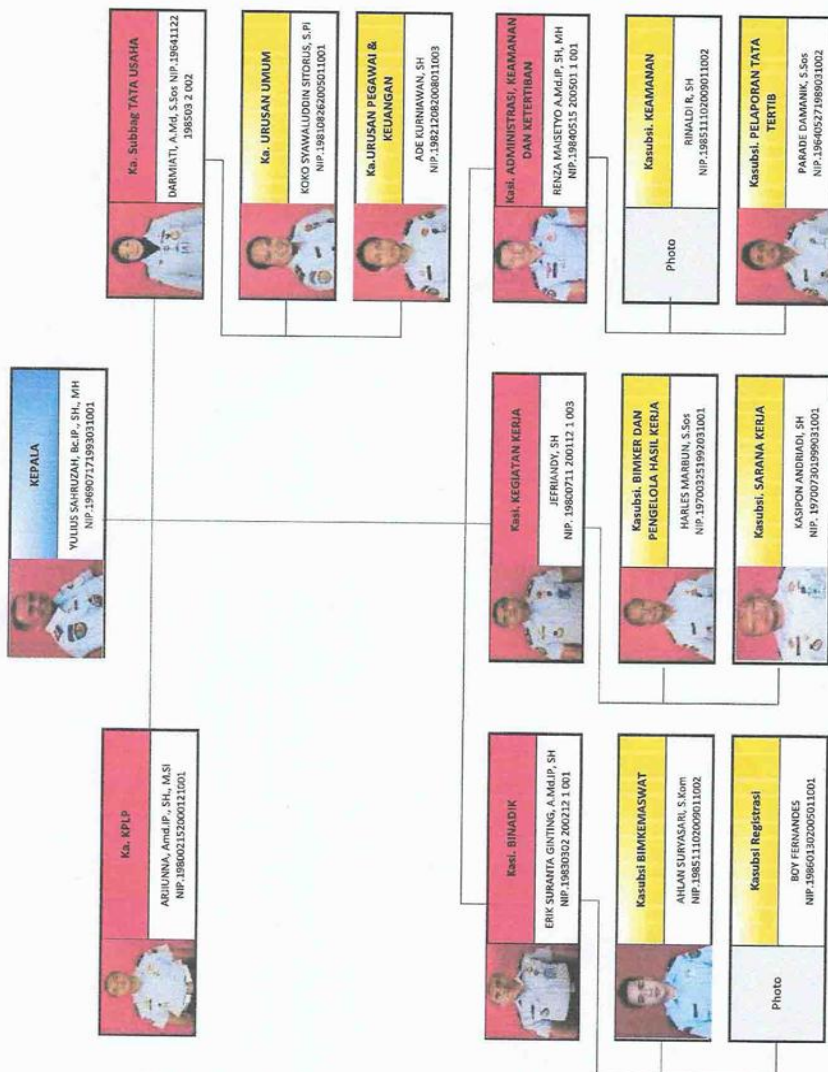 KEPALA
YULIUS SAHRUZAH, Bc.IP., SH., MH
NIP.196907171993031001
Ka. KPLP
ARJIUNNA, Amd.IP., SH., M.Si
NIP.198002152000121001
Ka. Subbag TATA USAHA
DARMIATI, A.Md, S.Sos NIP.19641122
198503 2 002
Ka. URUSAN UMUM
KOKO SYAWALUDDIN SITORUS, S.Pi
NIP.198108262005011001
Ka.URUSAN PEGAWAI &
KEUANGAN
ADE KURNIAWAN, SH
NIP.198212082008011003
Kasi. BINADIK
ERIK SURANTA GINTING, A.Md.IP, SH
NIP.19830302 200212 1 001
Kasubsi BIMKEMASWAT
AHLAN SURYASARI, S.Kom
NIP.198511102009011002
Kasubsi Registrasi
Photo
BOY FERNANDES
NIP.198601302005011001
Kasi. KEGIATAN KERJA
JEFRIANDY, SH
NIP. 19800711 200112 1 003
Kasubsi. BIMKER DAN
PENGELOLA HASIL KERJA
HARLES MARBUN, S.Sos
NIP.197003251992031001
Kasubsi. SARANA KERJA
KASIPON ANDRIADI, SH
NIP. 197007301999031001
Kasi. ADMINISTRASI, KEAMANAN
DAN KETERTIBAN
RENZA MAISETYO A.Md.IP, SH, MH
NIP.19840515 200501 1 001
Kasubsi. KEAMANAN
Photo
RINALDI R, SH
NIP.198511102009011002
Kasubsi. PELAPORAN TATA
TERTIB
PARADE DAMANIK, S.Sos
NIP.196405271989031002